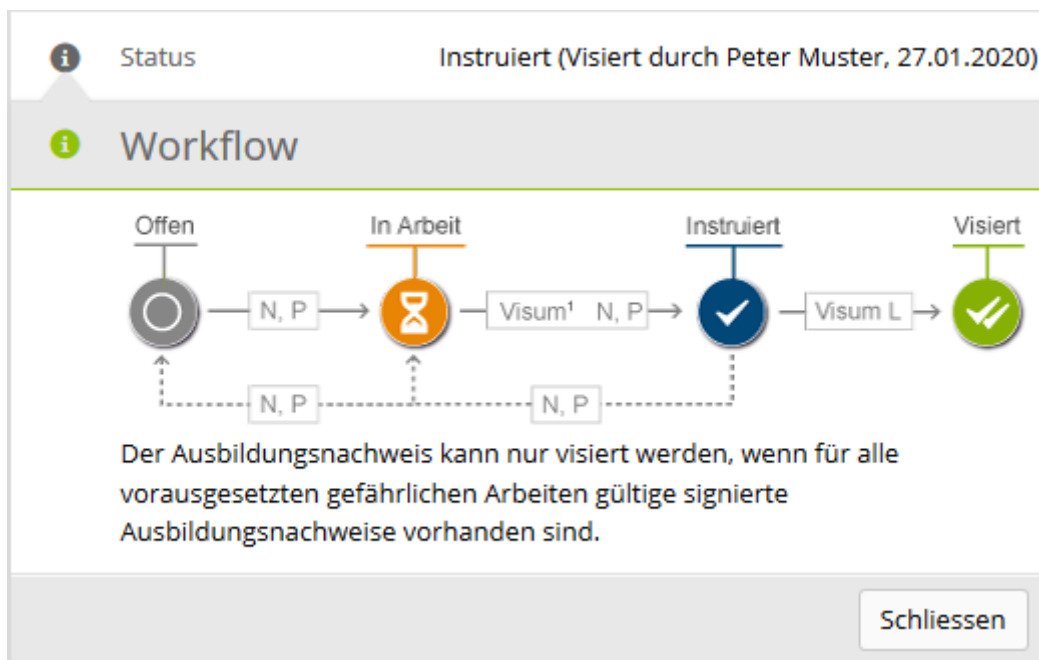 Status Instruiert (Visiert durch Peter Muster, 27.01.2020)
Workflow
Offen In Arbeit Instruiert Visiert
N, P Visum¹ N, P Visum L
N, P N, P
Der Ausbildungsnachweis kann nur visiert werden, wenn für alle
vorausgesetzten gefährlichen Arbeiten gültige signierte
Ausbildungsnachweise vorhanden sind.
Schliessen